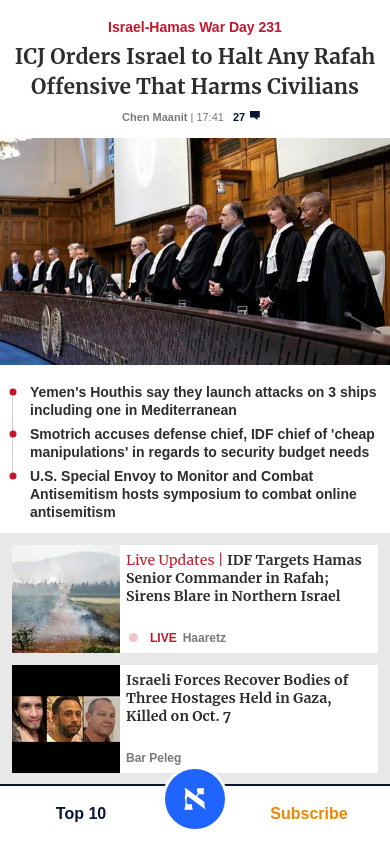 Israel-Hamas War Day 231
ICJ Orders Israel to Halt Any Rafah
Offensive That Harms Civilians
Chen Maanit | 17:41 27
Yemen's Houthis say they launch attacks on 3 ships
including one in Mediterranean
Smotrich accuses defense chief, IDF chief of 'cheap
manipulations' in regards to security budget needs
U.S. Special Envoy to Monitor and Combat
Antisemitism hosts symposium to combat online
antisemitism
Live Updates | IDF Targets Hamas
Senior Commander in Rafah;
Sirens Blare in Northern Israel
LIVE Haaretz
Israeli Forces Recover Bodies of
Three Hostages Held in Gaza,
Killed on Oct. 7
Bar Peleg
Top 10
א
Subscribe